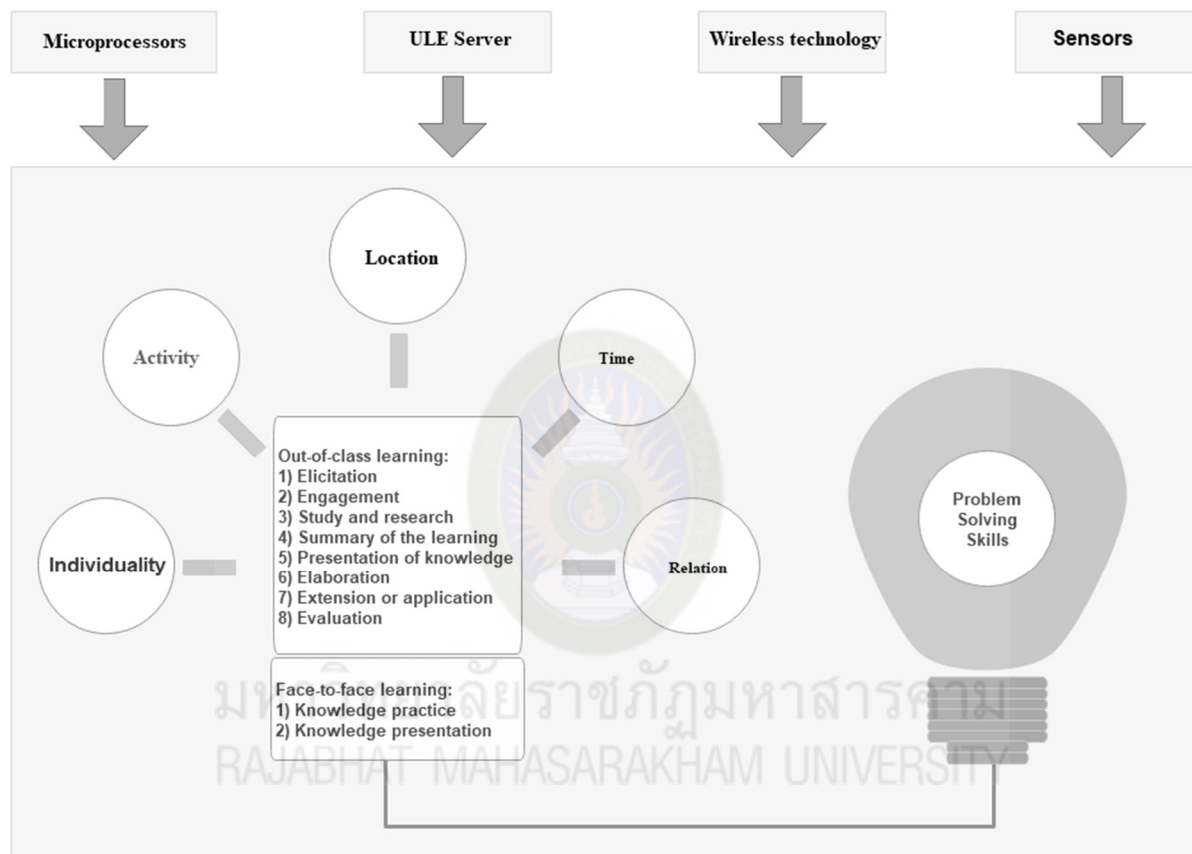 Microprocessors
ULE Server
Wireless technology
Sensors
Location
Activity
Time
Individuality
Relation
Out-of-class learning:
1) Elicitation
2) Engagement
3) Study and research
4) Summary of the learning
5) Presentation of knowledge
6) Elaboration
7) Extension or application
8) Evaluation
Face-to-face learning:
1) Knowledge practice
2) Knowledge presentation
Problem
Solving
Skills
มหาวิทยาลัยราชภัฏมหาสารคาม
RAJABHAT MAHASARAKHAM UNIVERSITY